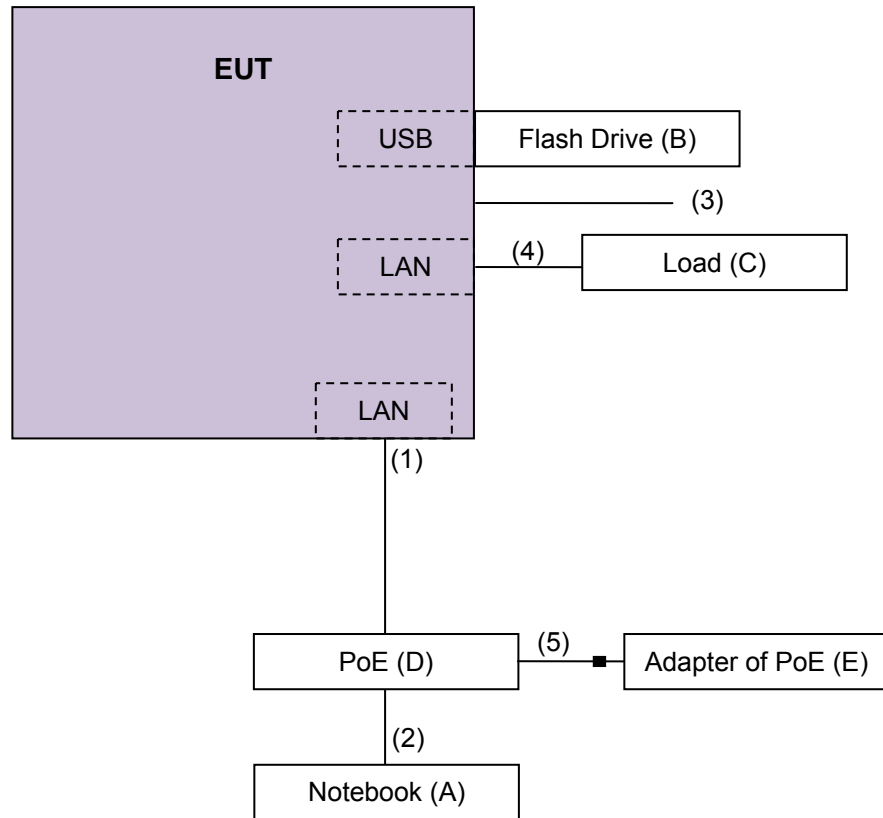 EUT
USB
Flash Drive (B)
(3)
LAN
(4)
Load (C)
LAN
(1)
PoE (D)
(5)
Adapter of PoE (E)
(2)
Notebook (A)